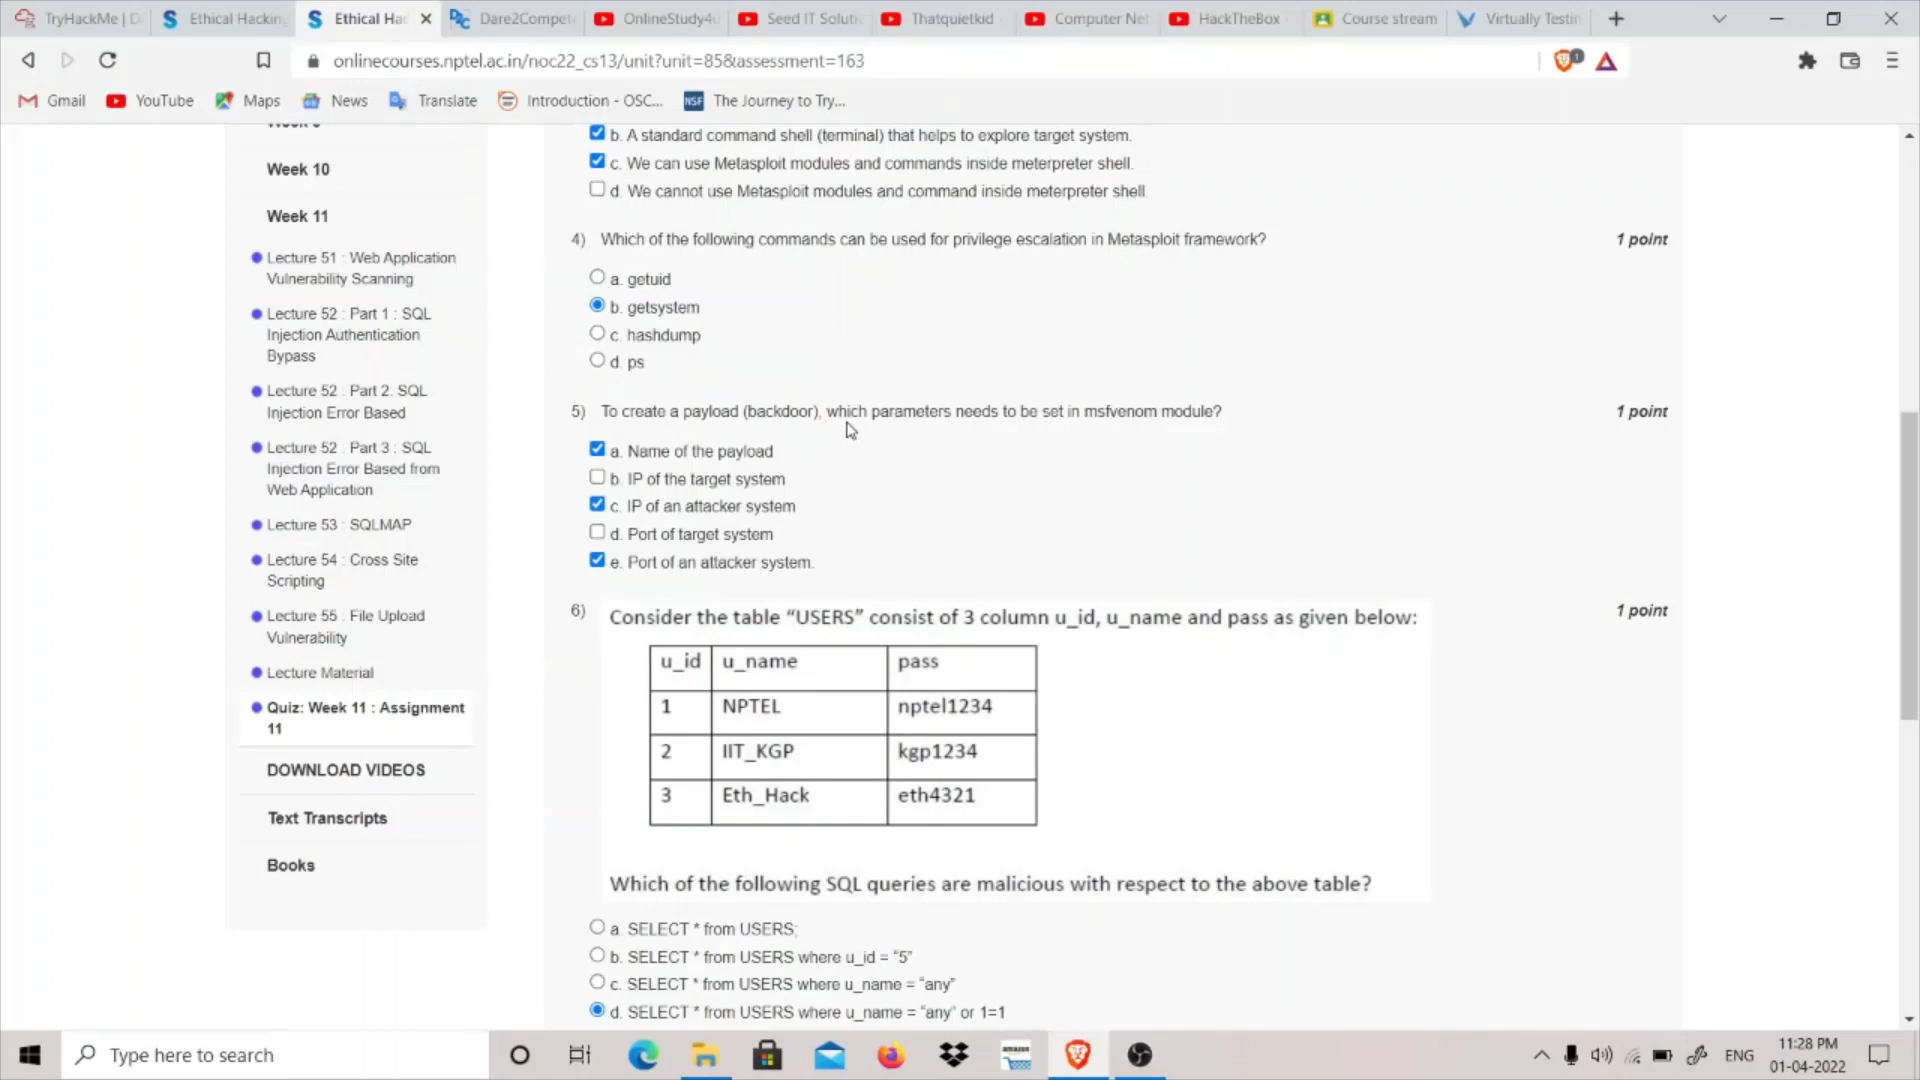 TryHackMe | D
Ethical Hacking
Ethical Hac
Dare2Compet
OnlineStudy4u
Seed IT Soluti
Thatquietkid
Computer Net
HackTheBox
Course stream
Virtually Testin
onlinecourses.nptel.ac.in/noc22_cs13/unit?unit=85&assessment=163
Gmail
YouTube
Maps
News
Translate
Introduction - OSC...
The Journey to Try...
Week 10
Week 11
Lecture 51 : Web Application
Vulnerability Scanning
Lecture 52 : Part 1 : SQL
Injection Authentication
Bypass
Lecture 52 : Part 2. SQL
Injection Error Based
Lecture 52 : Part 3 : SQL
Injection Error Based from
Web Application
Lecture 53 : SQLMAP
Lecture 54 : Cross Site
Scripting
Lecture 55 : File Upload
Vulnerability
Lecture Material
Quiz: Week 11 : Assignment
11
DOWNLOAD VIDEOS
Text Transcripts
Books
b. A standard command shell (terminal) that helps to explore target system.
c. We can use Metasploit modules and commands inside meterpreter shell.
d. We cannot use Metasploit modules and command inside meterpreter shell
4) Which of the following commands can be used for privilege escalation in Metasploit framework? 1 point
a. getuid
b. getsystem
c. hashdump
d. ps
5) To create a payload (backdoor), which parameters needs to be set in msfvenom module? 1 point
a. Name of the payload
b. IP of the target system
c. IP of an attacker system
d. Port of target system
e. Port of an attacker system.
6) Consider the table “USERS” consist of 3 column u_id, u_name and pass as given below: 1 point
u_id u_name pass
1 NPTEL nptel1234
2 IIT_KGP kgp1234
3 Eth_Hack eth4321
Which of the following SQL queries are malicious with respect to the above table?
a. SELECT * from USERS;
b. SELECT * from USERS where u_id = “5”
c. SELECT * from USERS where u_name = “any”
d. SELECT * from USERS where u_name = “any” or 1=1
Type here to search
ENG
11:28 PM
01-04-2022